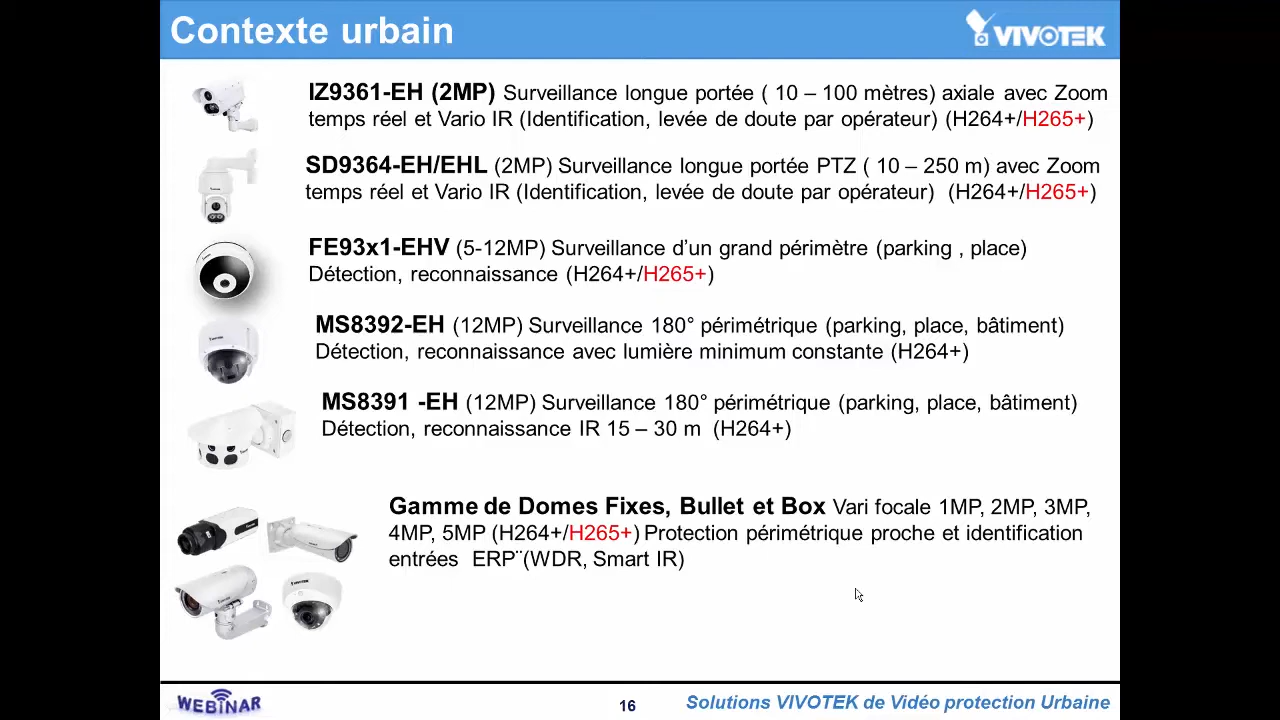 Contexte urbain
VIVOTEK
IZ9361-EH (2MP) Surveillance longue portée ( 10 – 100 mètres) axiale avec Zoom
temps réel et Vario IR (Identification, levée de doute par opérateur) (H264+/H265+)
SD9364-EH/EHL (2MP) Surveillance longue portée PTZ ( 10 – 250 m) avec Zoom
temps réel et Vario IR (Identification, levée de doute par opérateur) (H264+/H265+)
FE93x1-EHV (5-12MP) Surveillance d'un grand périmètre (parking , place)
Détection, reconnaissance (H264+/H265+)
MS8392-EH (12MP) Surveillance 180° périmétrique (parking, place, bâtiment)
Détection, reconnaissance avec lumière minimum constante (H264+)
MS8391 -EH (12MP) Surveillance 180° périmétrique (parking, place, bâtiment)
Détection, reconnaissance IR 15 – 30 m (H264+)
Gamme de Domes Fixes, Bullet et Box Vari focale 1MP, 2MP, 3MP,
4MP, 5MP (H264+/H265+) Protection périmétrique proche et identification
entrées ERP¨(WDR, Smart IR)
WEBINAR
16
Solutions VIVOTEK de Vidéo protection Urbaine